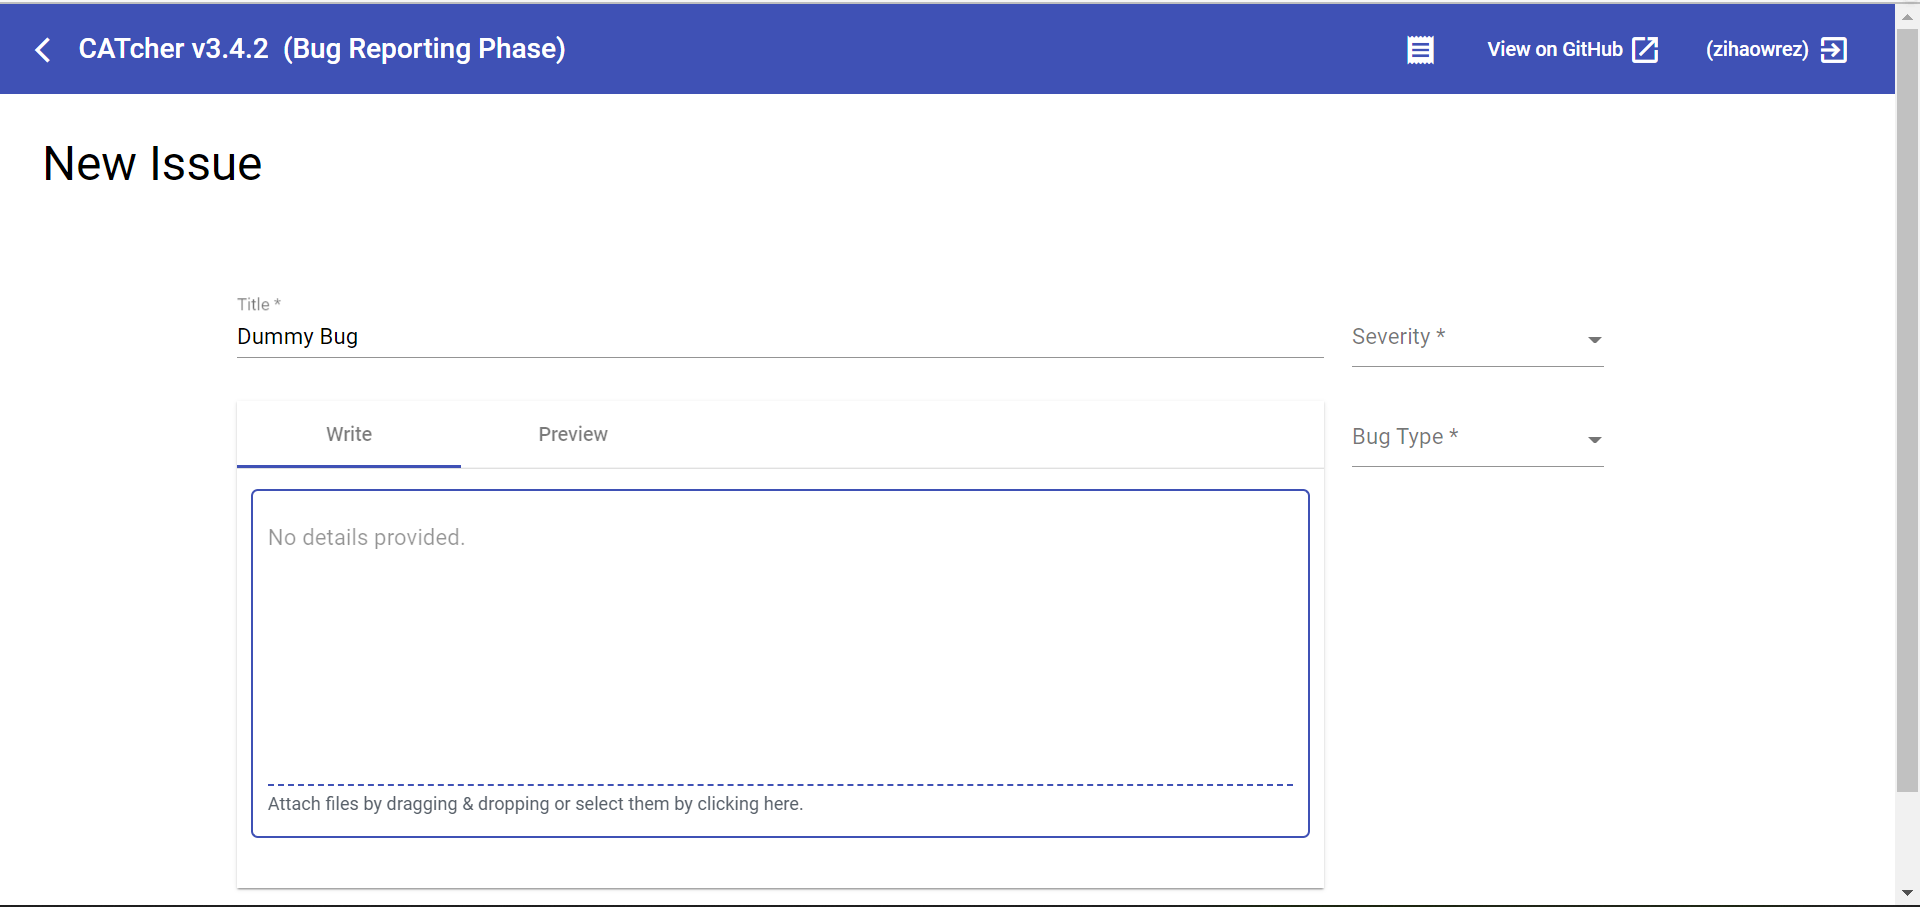 CATcher v3.4.2 (Bug Reporting Phase)
View on GitHub
(zihaowrez)
New Issue
Title *
Dummy Bug
Severity *
Write
Preview
Bug Type *
No details provided.
Attach files by dragging & dropping or select them by clicking here.